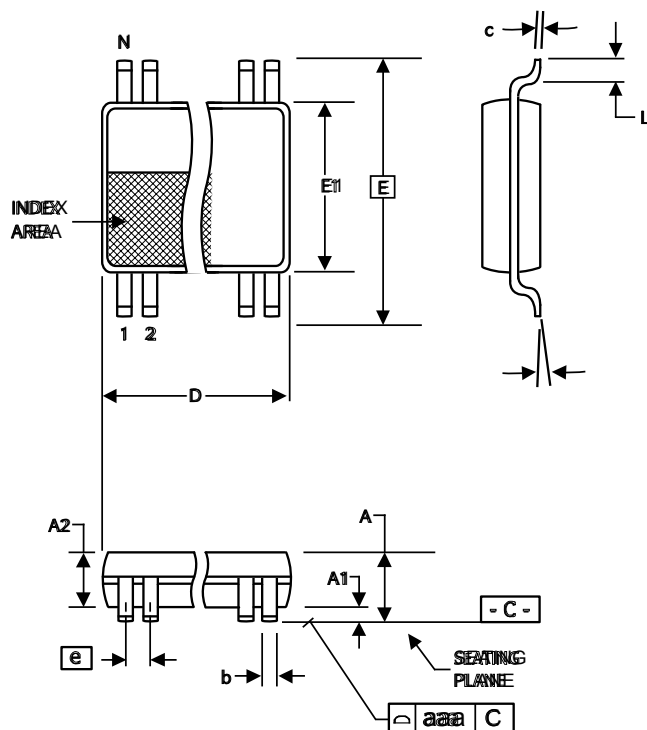 N
c
L
E1
E
INDEX
AREA
1 2
D
A2
A
A1
- C -
e
b
SEATING
PLANE
aaa C